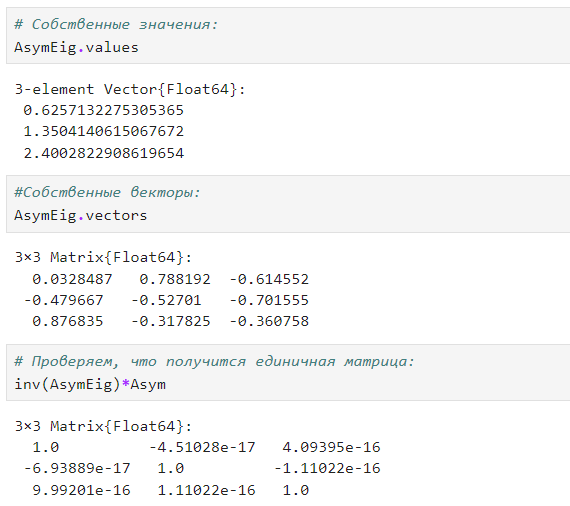 # Собственные значения:
AsymEig.values
3-element Vector{Float64}:
0.6257132275305365
1.3504140615067672
2.4002822908619654
#Собственные векторы:
AsymEig.vectors
3×3 Matrix{Float64}:
0.0328487 0.788192 -0.614552
-0.479667 -0.52701 -0.701555
0.876835 -0.317825 -0.360758
# Проверяем, что получится единичная матрица:
inv(AsymEig)*Asym
3×3 Matrix{Float64}:
1.0 -4.51028e-17 4.09395e-16
-6.93889e-17 1.0 -1.11022e-16
9.99201e-16 1.11022e-16 1.0